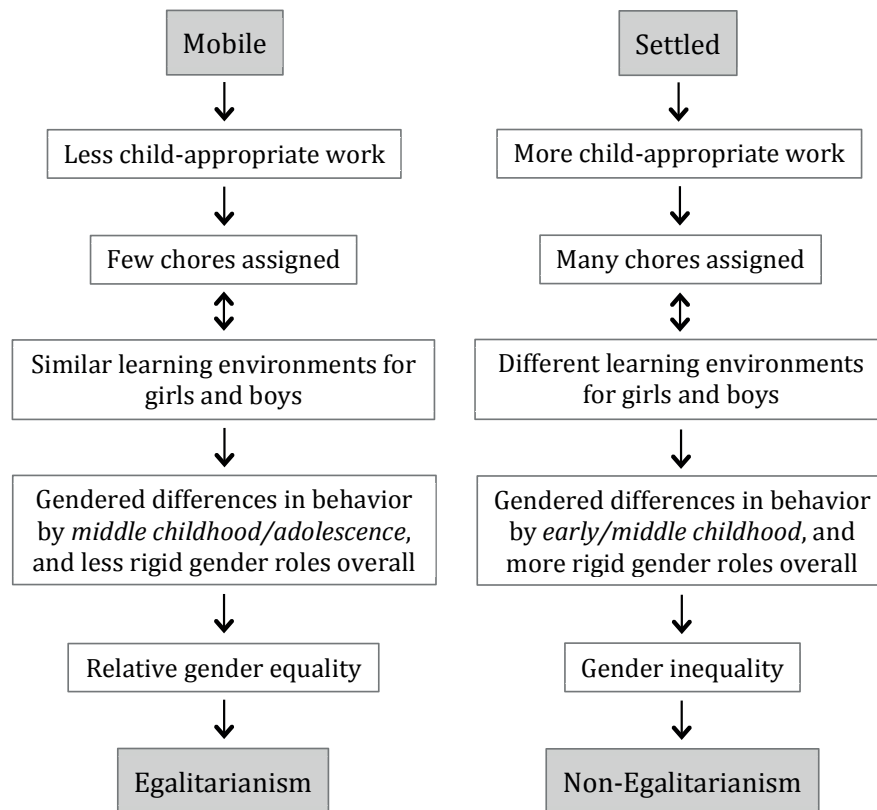 Mobile
Less child-appropriate work
Few chores assigned
Similar learning environments for
girls and boys
Gendered differences in behavior
by middle childhood/adolescence,
and less rigid gender roles overall
Relative gender equality
Egalitarianism
Settled
More child-appropriate work
Many chores assigned
Different learning environments
for girls and boys
Gendered differences in behavior
by early/middle childhood, and
more rigid gender roles overall
Gender inequality
Non-Egalitarianism